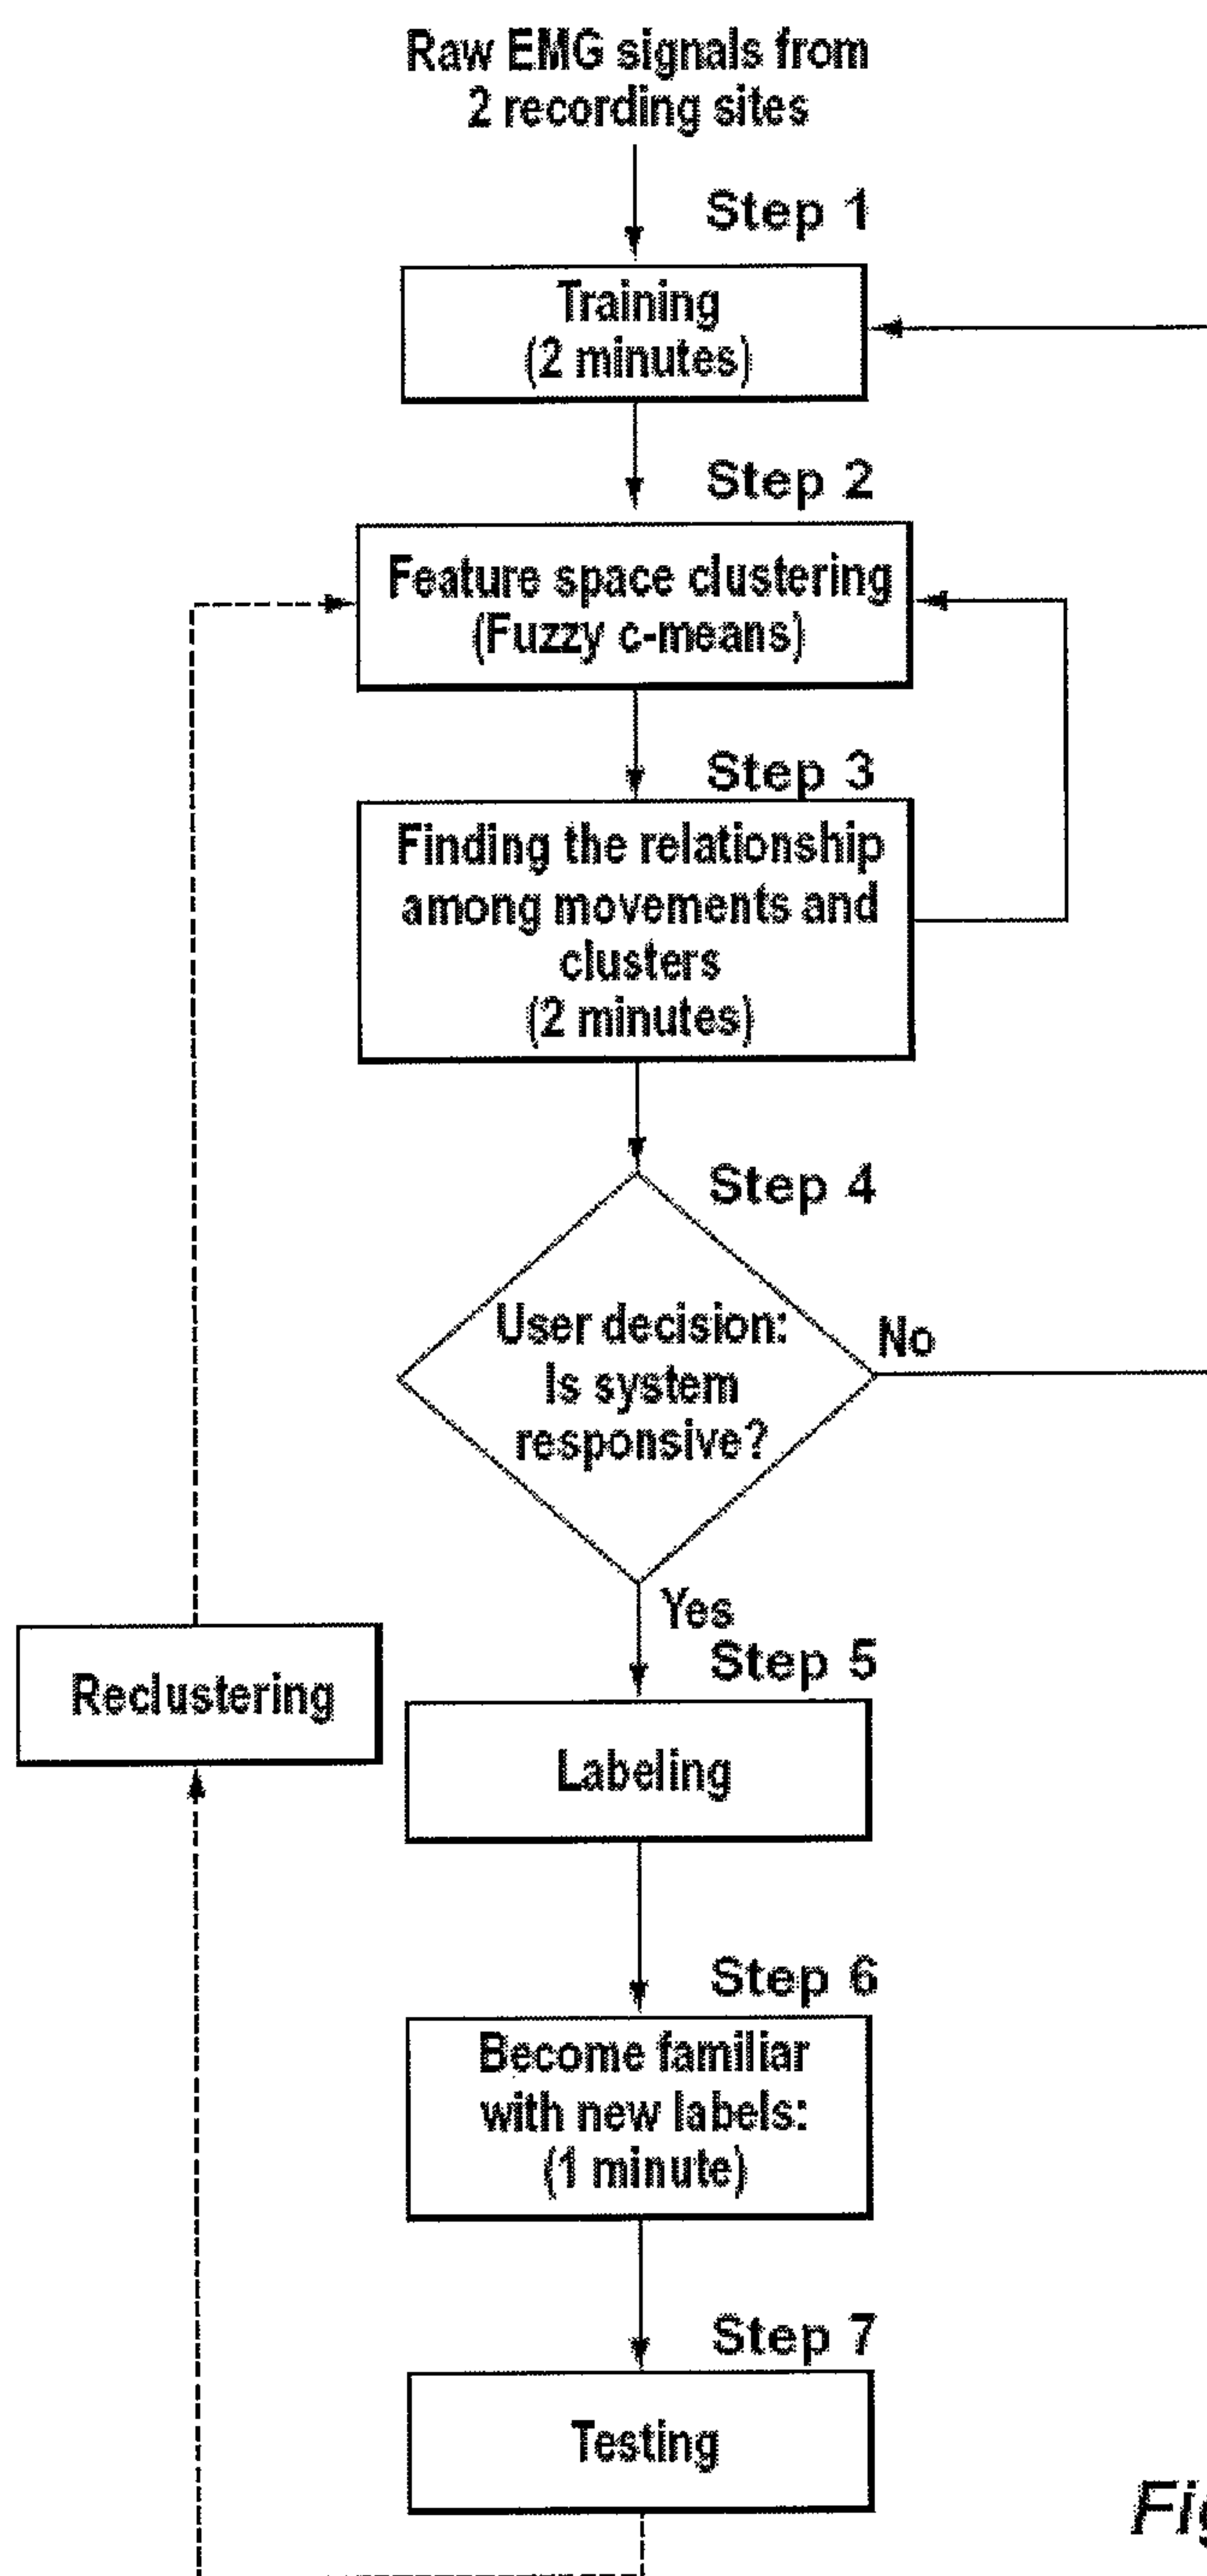 Raw EMG signals from
2 recording sites
Step 1
Training
(2 minutes)
Step 2
Feature space clustering
(Fuzzy c-means)
Step 3
Finding the relationship
among movements and
clusters
(2 minutes)
Step 4
User decision:
Is system
responsive?
No
Yes
Step 5
Reclustering
Labeling
Step 6
Become familiar
with new labels:
(1 minute)
Step 7
Testing